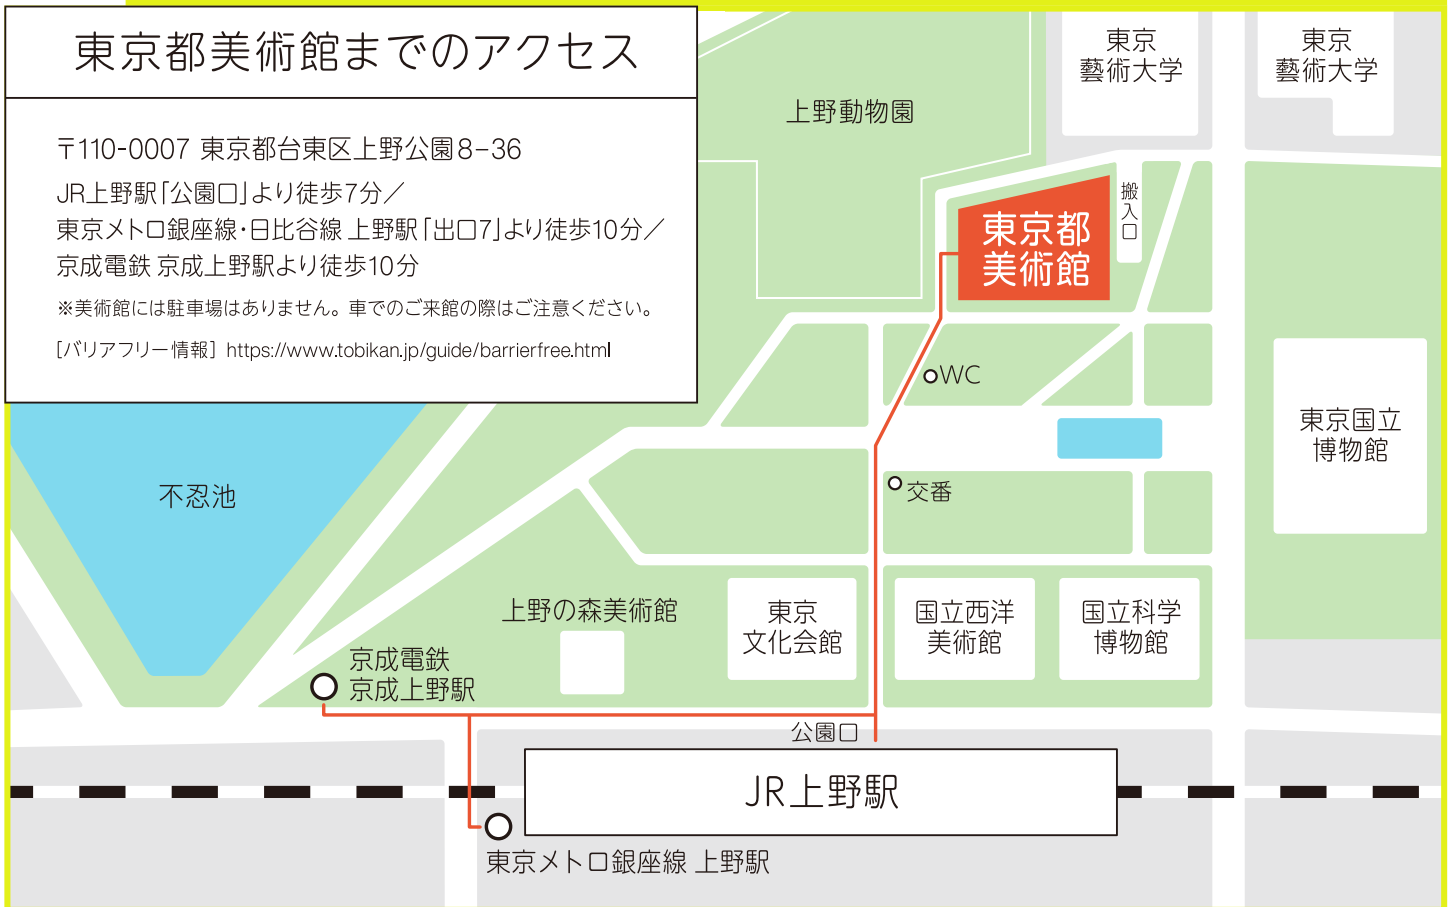 東京都美術館までのアクセス
〒110-0007 東京都台東区上野公園8-36
JR上野駅「公園口」より徒歩7分／
東京メトロ銀座線・日比谷線 上野駅「出口7」より徒歩10分／
京成電鉄 京成上野駅より徒歩10分
※美術館には駐車場はありません。車でのご来館の際はご注意ください。
[バリアフリー情報] https://www.tobikan.jp/guide/barrierfree.html
東京
藝術大学
東京
藝術大学
上野動物園
搬入口
東京都
美術館
WC
東京国立
博物館
不忍池
交番
上野の森美術館
東京
文化会館
国立西洋
美術館
国立科学
博物館
京成電鉄
京成上野駅
公園口
JR上野駅
東京メトロ銀座線 上野駅